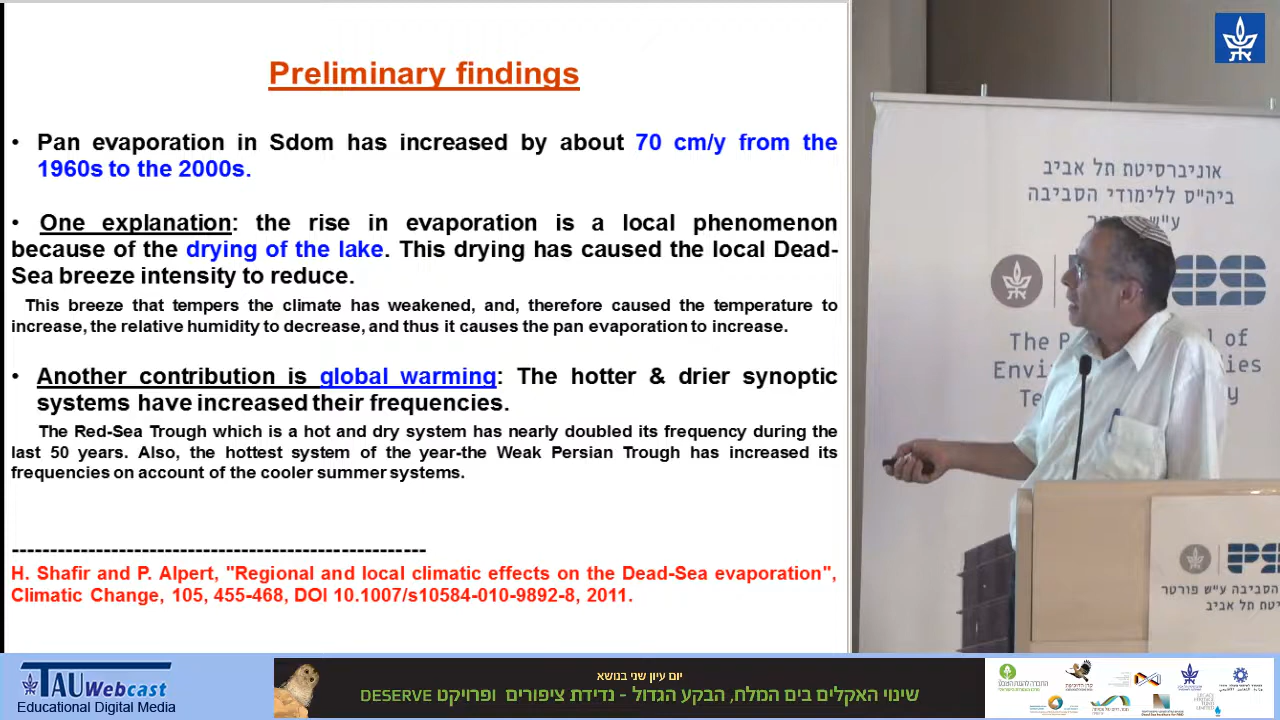 Preliminary findings
• Pan evaporation in Sdom has increased by about 70 cm/y from the
1960s to the 2000s.
• One explanation: the rise in evaporation is a local phenomenon
because of the drying of the lake. This drying has caused the local Dead-
Sea breeze intensity to reduce.
This breeze that tempers the climate has weakened, and, therefore caused the temperature to
increase, the relative humidity to decrease, and thus it causes the pan evaporation to increase.
• Another contribution is global warming: The hotter & drier synoptic
systems have increased their frequencies.
The Red-Sea Trough which is a hot and dry system has nearly doubled its frequency during the
last 50 years. Also, the hottest system of the year-the Weak Persian Trough has increased its
frequencies on account of the cooler summer systems.
------------------------------------------------------
H. Shafir and P. Alpert, "Regional and local climatic effects on the Dead-Sea evaporation",
Climatic Change, 105, 455-468, DOI 10.1007/s10584-010-9892-8, 2011.
אוניברסיטת תל אביב
ביה"ס ללימודי הסביבה
ע"ש
The P
of
Envi
ies
Te
הסביבה ע"ש פורטר
טת תל אביב
TAU Webcast
Educational Digital Media
יום עיון שני בנושא
שינוי האקלים בים המלח, הבקע הגדול - נדידת ציפורים ופרויקט DESERVE